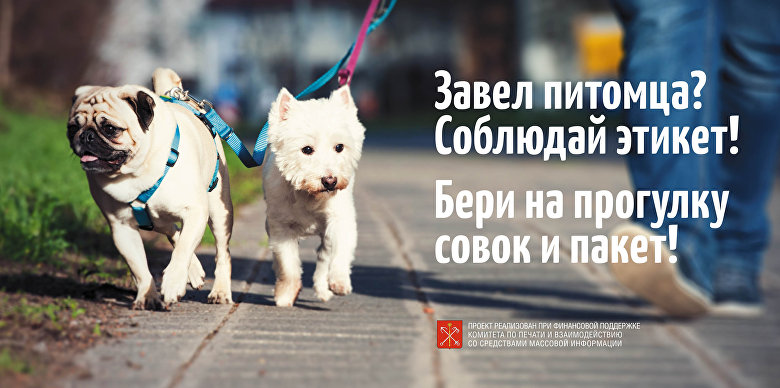 Завел питомца?
Соблюдай этикет!
Бери на прогулку
совок и пакет!
ПРОЕКТ РЕАЛИЗОВАН ПРИ ФИНАНСОВОЙ ПОДДЕРЖКЕ
КОМИТЕТА ПО ПЕЧАТИ И ВЗАИМОДЕЙСТВИЮ
СО СРЕДСТВАМИ МАССОВОЙ ИНФОРМАЦИИ